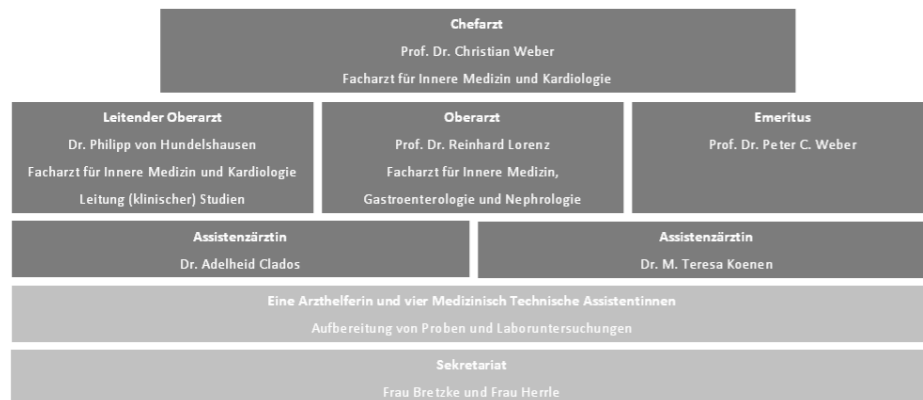 Chefarzt
Prof. Dr. Christian Weber
Facharzt für Innere Medizin und Kardiologie
Leitender Oberarzt
Dr. Philipp von Hundelshausen
Facharzt für Innere Medizin und Kardiologie
Leitung (klinischer) Studien
Oberarzt
Prof. Dr. Reinhard Lorenz
Facharzt für Innere Medizin,
Gastroenterologie und Nephrologie
Emeritus
Prof. Dr. Peter C. Weber
Assistenzärztin
Dr. Adelheid Clados
Assistenzärztin
Dr. M. Teresa Koenen
Eine Arzthelferin und vier Medizinisch Technische Assistentinnen
Aufbereitung von Proben und Laboruntersuchungen
Sekretariat
Frau Bretzke und Frau Herrle